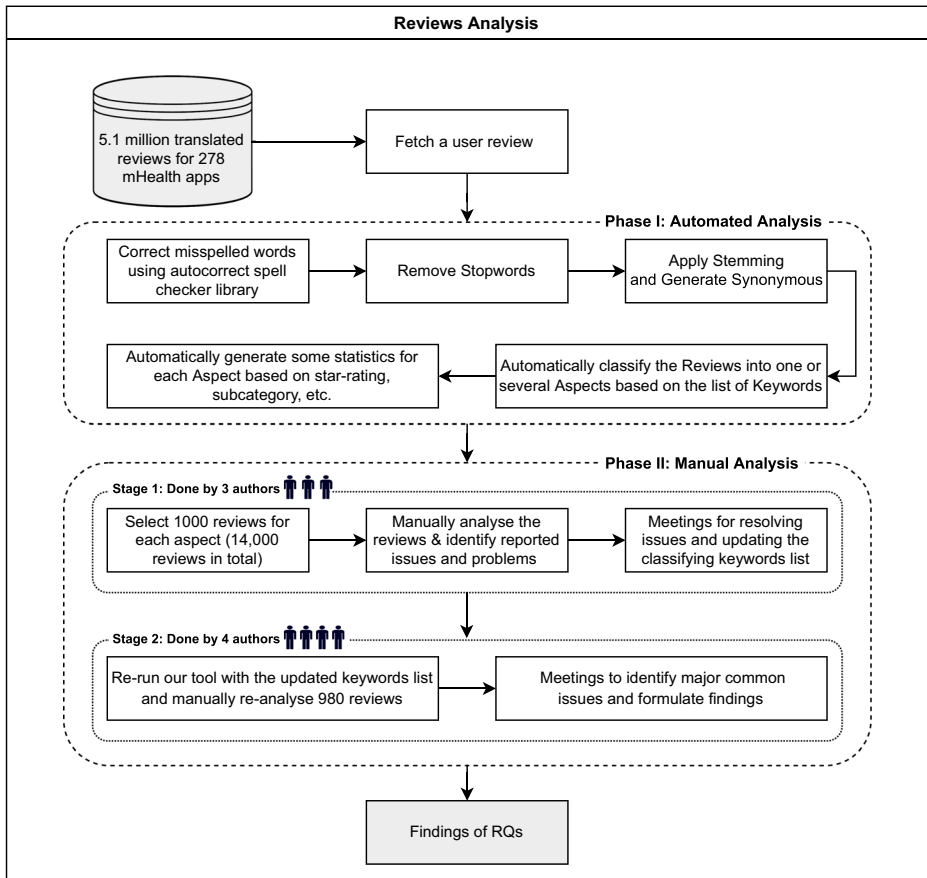 Reviews Analysis
5.1 million translated
reviews for 278
mHealth apps
Fetch a user review
Phase I: Automated Analysis
Correct misspelled words
using autocorrect spell
checker library
Remove Stopwords
Apply Stemming
and Generate Synonymous
Automatically generate some statistics for
each Aspect based on star-rating,
subcategory, etc.
Automatically classify the Reviews into one or
several Aspects based on the list of Keywords
Phase II: Manual Analysis
Stage 1: Done by 3 authors
Select 1000 reviews for
each aspect (14,000
reviews in total)
Manually analyse the
reviews & identify reported
issues and problems
Meetings for resolving
issues and updating the
classifying keywords list
Stage 2: Done by 4 authors
Re-run our tool with the updated keywords list
and manually re-analyse 980 reviews
Meetings to identify major common
issues and formulate findings
Findings of RQs